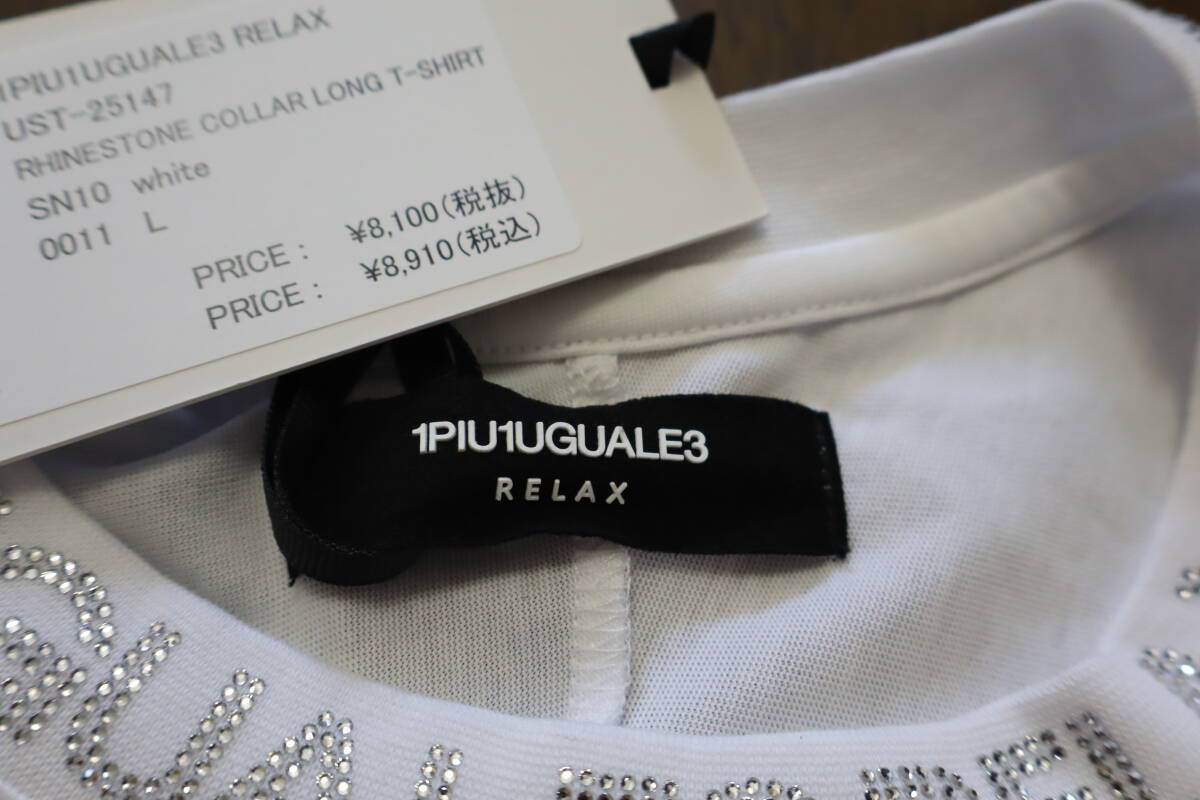 1PIU1UGUALE3 RELAX
UST-25147
RHINESTONE COLLAR LONG T-SHIRT
SN10 white
0011 L
PRICE : ¥8,100(税抜)
PRICE : ¥8,910(税込)
1PIU1UGUALE3
RELAX